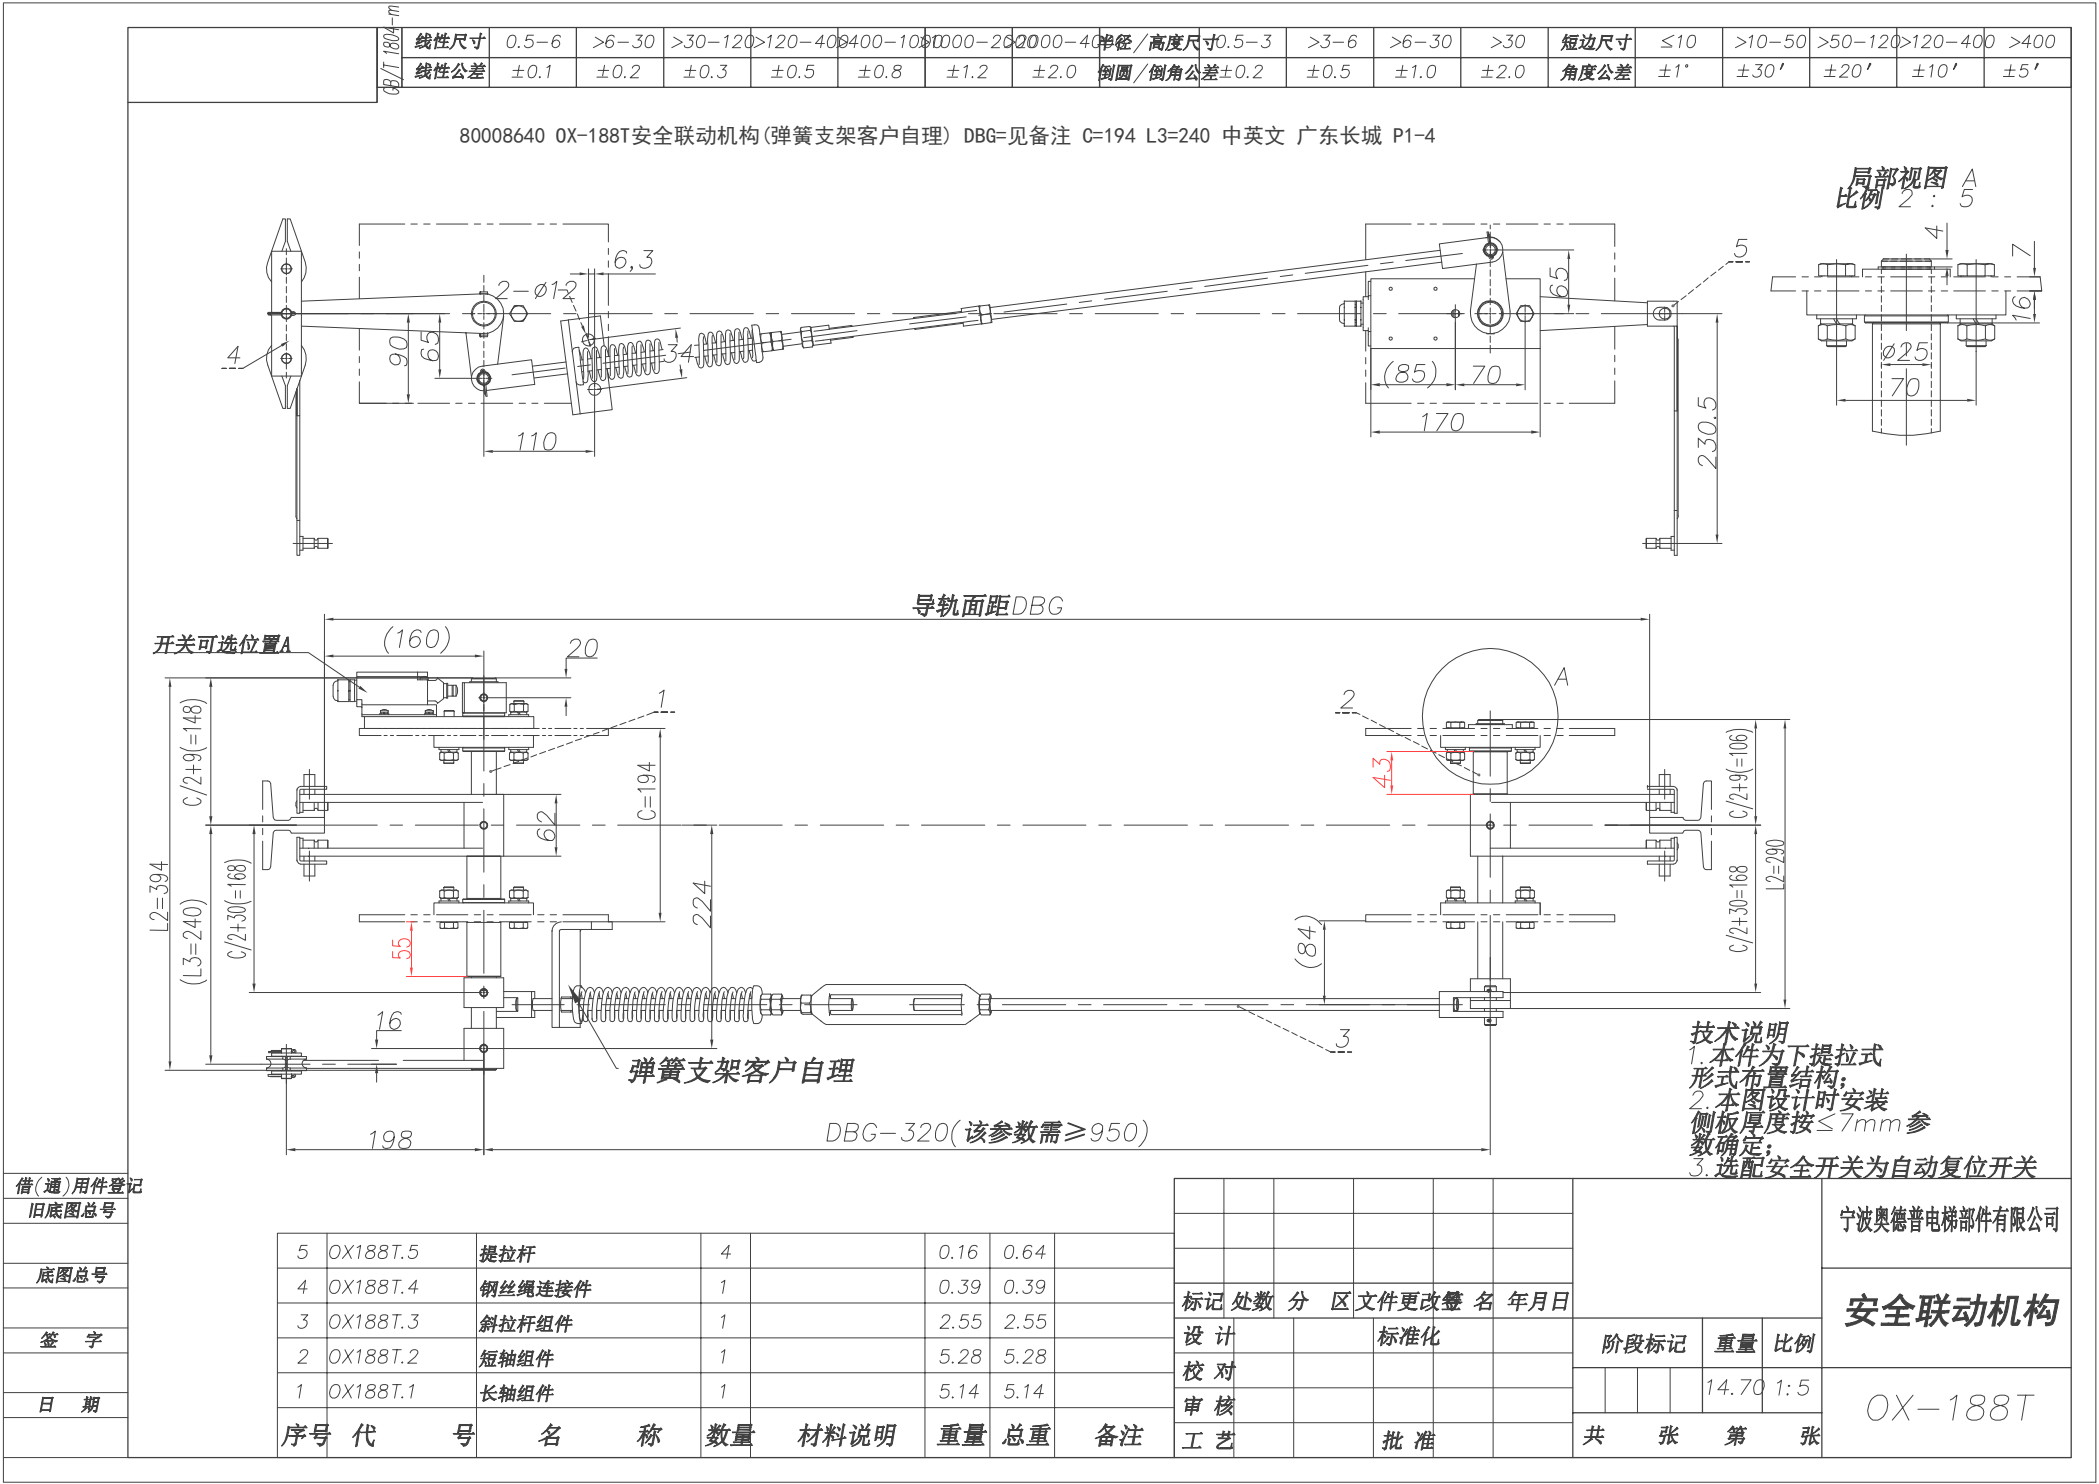 GB/T 1804-m
线性尺寸 0.5-6 >6-30 >30-120 >120-400 >400-1000 >1000-2000 >2000-4000 半径/高度尺寸 0.5-3 >3-6 >6-30 >30 短边尺寸 ≤10 >10-50 >50-120 >120-400 >400
线性公差 ±0.1 ±0.2 ±0.3 ±0.5 ±0.8 ±1.2 ±2.0 倒圆/倒角公差 ±0.2 ±0.5 ±1.0 ±2.0 角度公差 ±1° ±30′ ±20′ ±10′ ±5′
80008640 OX-188T安全联动机构(弹簧支架客户自理) DBG=见备注 C=194 L3=240 中英文 广东长城 P1-4
局部视图 A
比例 2 : 5
4
7
16
ø25
70
6,3
2-ø12
34
90
65
110
4
65
5
(85)
70
170
230.5
导轨面距DBG
开关可选位置A
(160)
20
1
2
A
C/2+9(=148)
L2=394
(L3=240)
C/2+30(=168)
62
C=194
224
55
16
43
(84)
C/2+9(=106)
L2=290
C/2+30=168
3
弹簧支架客户自理
198
DBG-320(该参数需≥950)
技术说明
1.本件为下提拉式
形式布置结构;
2.本图设计时安装
侧板厚度按≤7mm参
数确定;
3.选配安全开关为自动复位开关
借(通)用件登记
旧底图总号
底图总号
签 字
日 期
5 OX188T.5 提拉杆 4 0.16 0.64
4 OX188T.4 钢丝绳连接件 1 0.39 0.39
3 OX188T.3 斜拉杆组件 1 2.55 2.55
2 OX188T.2 短轴组件 1 5.28 5.28
1 OX188T.1 长轴组件 1 5.14 5.14
序号 代 号 名 称 数量 材料说明 重量 总重 备注
标记 处数 分 区 文件更改号 签 名 年月日
设 计 标准化
校 对
审 核
工 艺 批 准
阶段标记 重量 比例
14.70 1:5
共 张 第 张
宁波奥德普电梯部件有限公司
安全联动机构
OX-188T